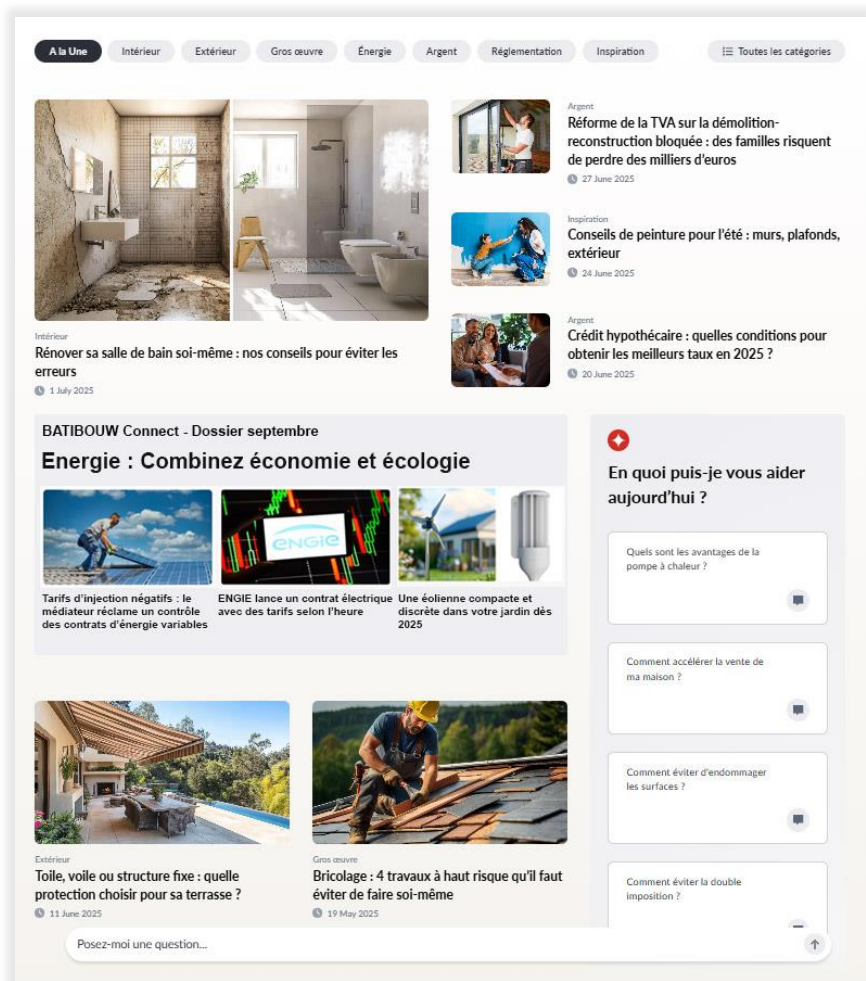 A la Une
Intérieur
Extérieur
Gros œuvre
Énergie
Argent
Réglementation
Inspiration
Toutes les catégories
Intérieur
Rénover sa salle de bain soi-même : nos conseils pour éviter les
erreurs
1 July 2025
Argent
Réforme de la TVA sur la démolition-
reconstruction bloquée : des familles risquent
de perdre des milliers d'euros
27 June 2025
Inspiration
Conseils de peinture pour l'été : murs, plafonds,
extérieur
24 June 2025
Argent
Crédit hypothécaire : quelles conditions pour
obtenir les meilleurs taux en 2025 ?
20 June 2025
BATIBOUW Connect - Dossier septembre
Energie : Combinez économie et écologie
ENGIE
Tarifs d'injection négatifs : le
médiateur réclame un contrôle
des contrats d'énergie variables
ENGIE lance un contrat électrique
avec des tarifs selon l'heure
Une éolienne compacte et
discrète dans votre jardin dès
2025
Extérieur
Toile, voile ou structure fixe : quelle
protection choisir pour sa terrasse ?
11 June 2025
Gros œuvre
Bricolage : 4 travaux à haut risque qu'il faut
éviter de faire soi-même
19 May 2025
En quoi puis-je vous aider
aujourd'hui ?
Quels sont les avantages de la
pompe à chaleur ?
Comment accélérer la vente de
ma maison ?
Comment éviter d'endommager
les surfaces ?
Comment éviter la double
imposition ?
Posez-moi une question...